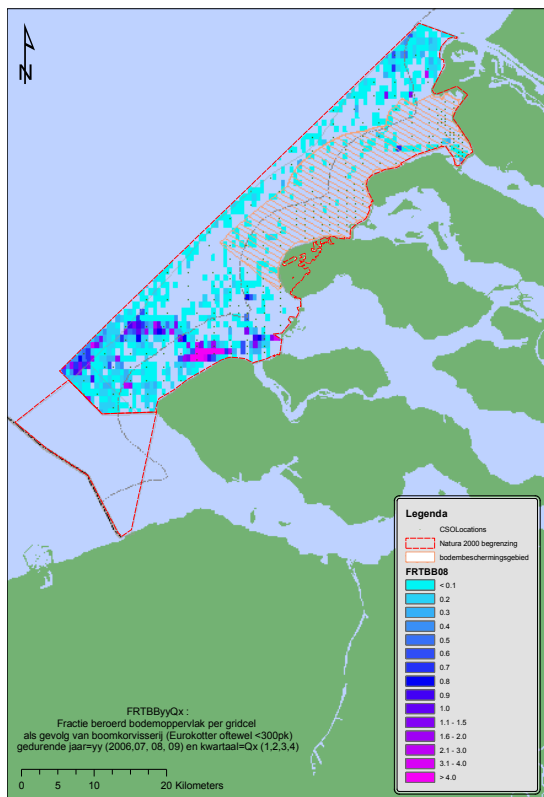 N
Legenda
CSOLocations
Natura 2000 begrenzing
bodembeschermingsgebied
FRTBB08
< 0.1
0.2
0.3
0.4
0.5
0.6
0.7
0.8
0.9
1.0
1.1 - 1.5
1.6 - 2.0
2.1 - 3.0
3.1 - 4.0
> 4.0
FRTBByyQx :
Fractie beroerd bodemoppervlak per gridcel
als gevolg van boomkorvisserij (Eurokotter oftewel <300pk)
gedurende jaar=yy (2006,07, 08, 09) en kwartaal=Qx (1,2,3,4)
0 5 10 20 Kilometers